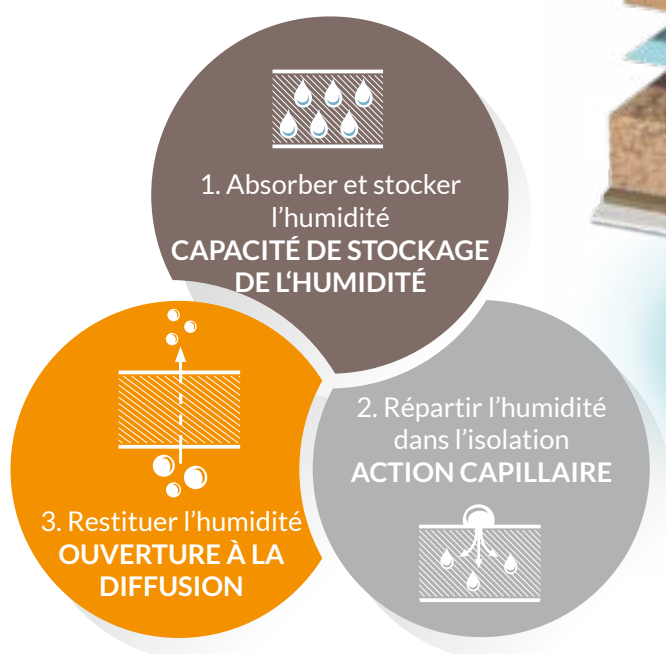 1. Absorber et stocker
l’humidité
CAPACITÉ DE STOCKAGE
DE L‘HUMIDITÉ
2. Répartir l’humidité
dans l’isolation
ACTION CAPILLAIRE
3. Restituer l’humidité
OUVERTURE À LA
DIFFUSION